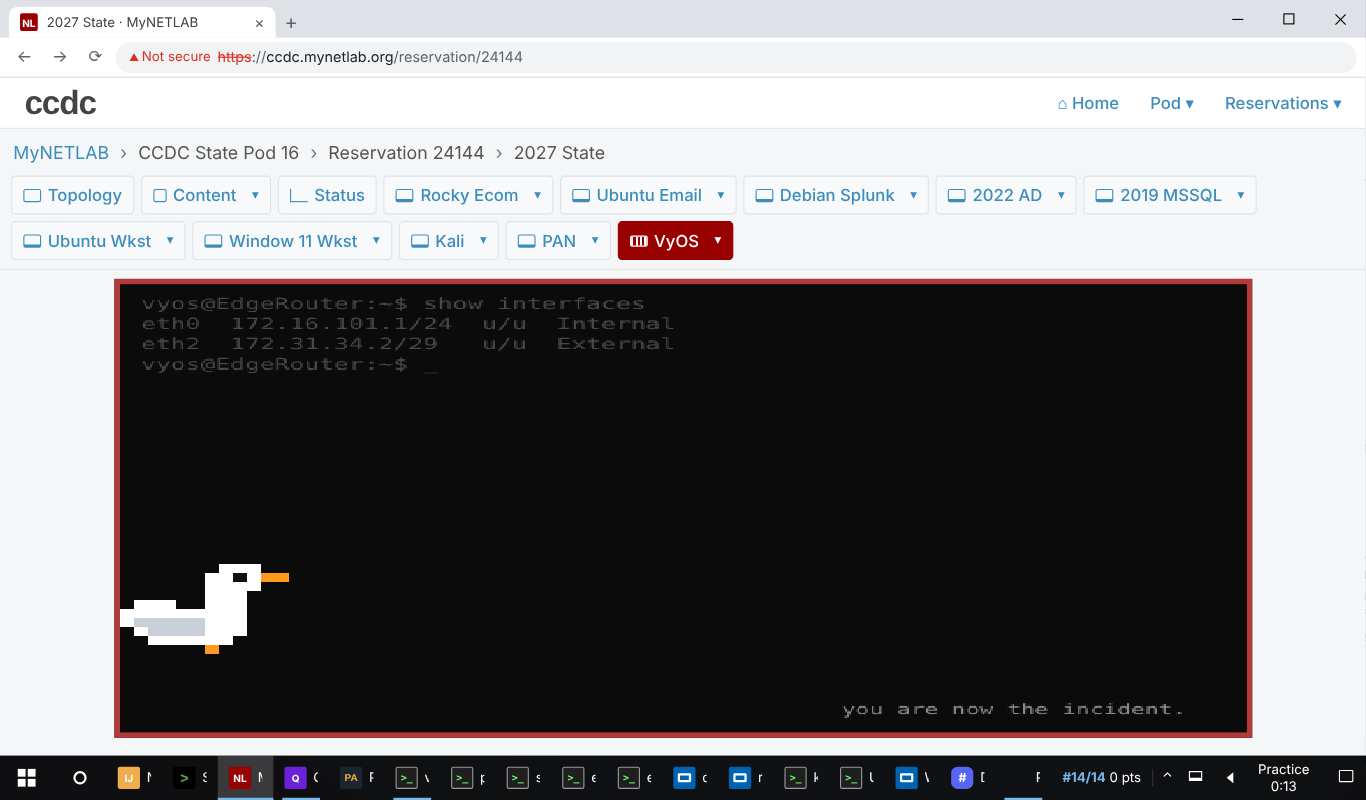 NL 2027 State · MyNETLAB × +
Not secure https://ccdc.mynetlab.org/reservation/24144
ccdc
Home Pod Reservations
MyNETLAB › CCDC State Pod 16 › Reservation 24144 › 2027 State
Topology Content Status Rocky Ecom Ubuntu Email Debian Splunk 2022 AD 2019 MSSQL
Ubuntu Wkst Window 11 Wkst Kali PAN VyOS
vyos@EdgeRouter:~$ show interfaces
eth0 172.16.101.1/24 u/u Internal
eth2 172.31.34.2/29 u/u External
vyos@EdgeRouter:~$ _
you are now the incident.
IJ > NL Q PA >_ v >_ p >_ s >_ e >_ e c r >_ k >_ # #14/14 0 pts ^ Practice
0:13